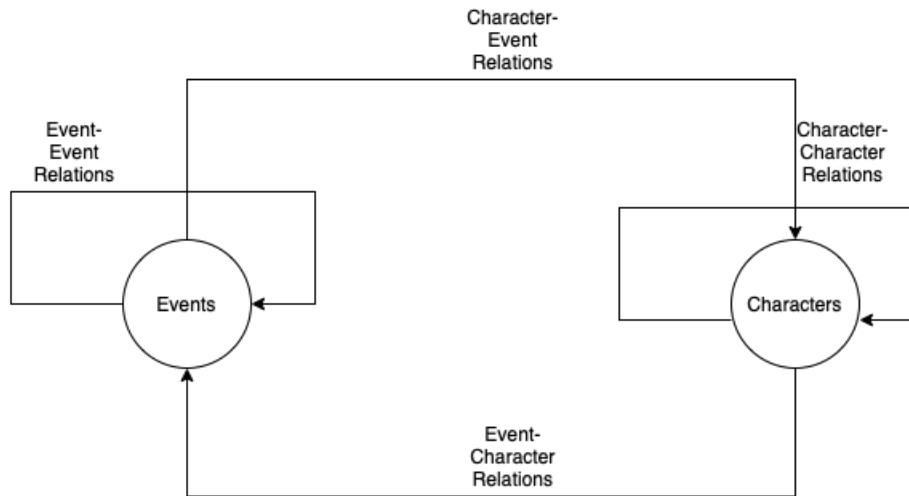 Character-
Event
Relations
Event-
Event
Relations
Character-
Character
Relations
Events
Characters
Event-
Character
Relations